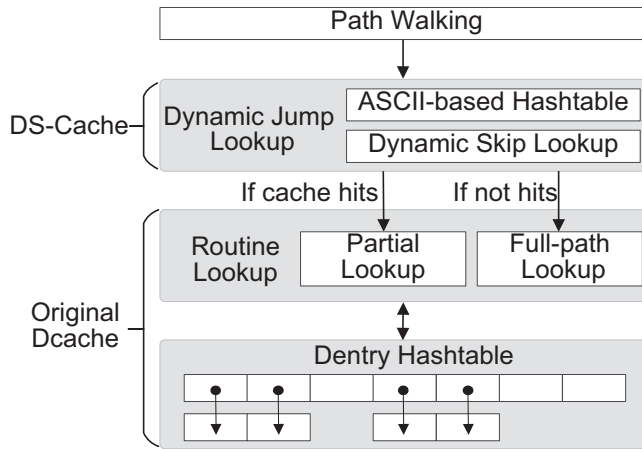 Path Walking
DS-Cache
Dynamic Jump
Lookup
ASCII-based Hashtable
Dynamic Skip Lookup
If cache hits
If not hits
Original
Dcache
Routine
Lookup
Partial
Lookup
Full-path
Lookup
Dentry Hashtable